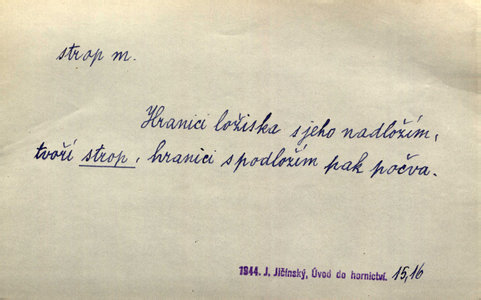 strop m.
Hranici ložiska s jeho nadložím,
tvoří strop, hranici s podložím pak počva.
1944. J. Jičínský, Úvod do hornictví. 15,16